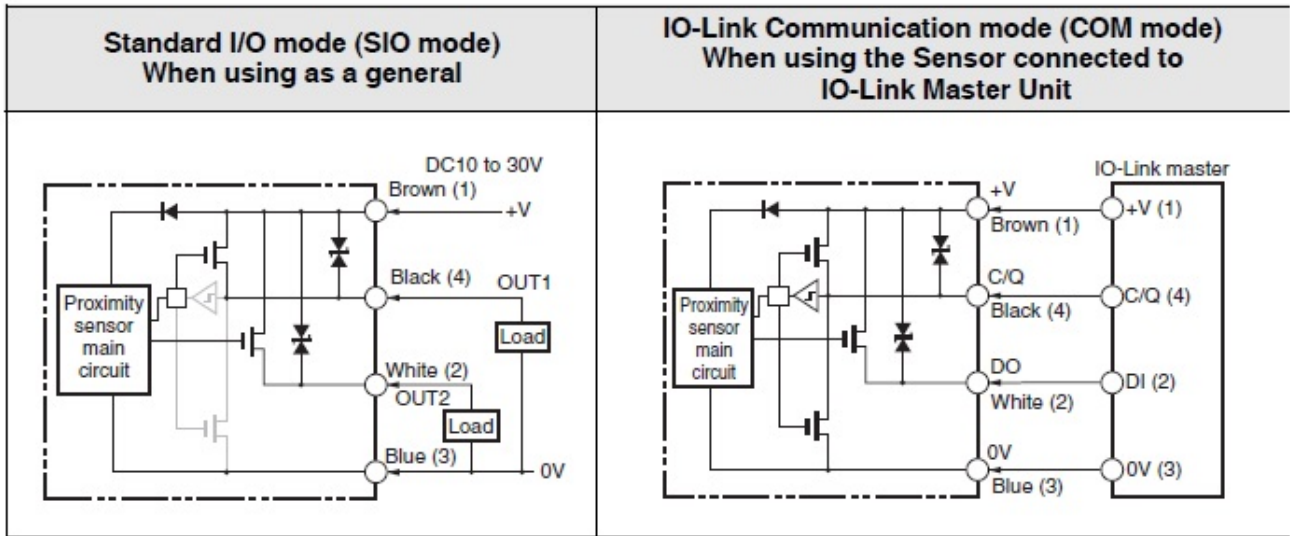 Standard I/O mode (SIO mode)
When using as a general
IO-Link Communication mode (COM mode)
When using the Sensor connected to
IO-Link Master Unit
DC10 to 30V
Brown (1)
+V
Black (4)
OUT1
Proximity
sensor
main
circuit
Load
White (2)
OUT2
Load
Blue (3)
0V
IO-Link master
+V
+V (1)
Brown (1)
C/Q
C/Q (4)
Black (4)
Proximity
sensor
main
circuit
DO
DI (2)
White (2)
0V
0V (3)
Blue (3)